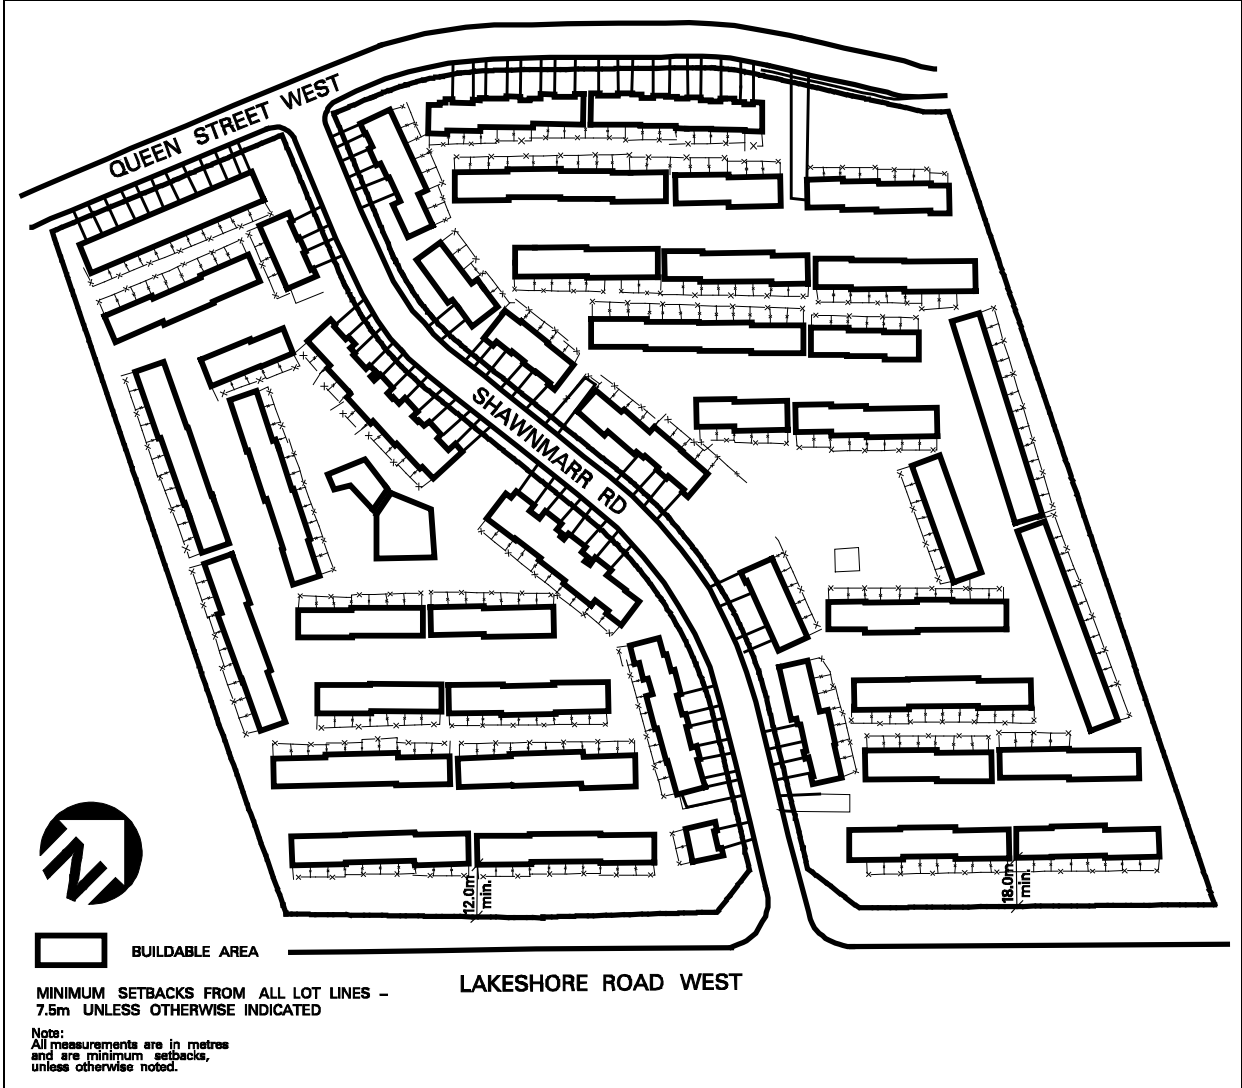 QUEEN STREET WEST
SHAWNMARR RD
12.0m
min.
18.0m
min.
N
BUILDABLE AREA
LAKESHORE ROAD WEST
MINIMUM SETBACKS FROM ALL LOT LINES –
7.5m UNLESS OTHERWISE INDICATED
Note:
All measurements are in metres
and are minimum setbacks,
unless otherwise noted.